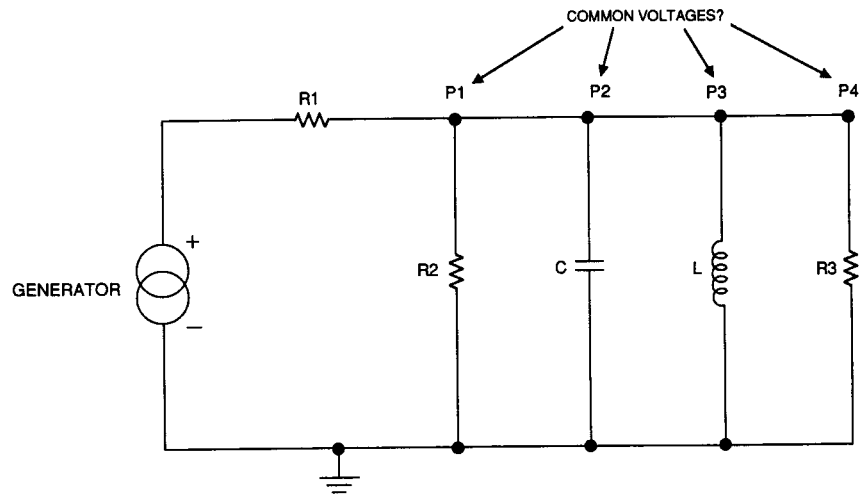 COMMON VOLTAGES?
P1 P2 P3 P4
R1
+
GENERATOR
R2 C L R3
−